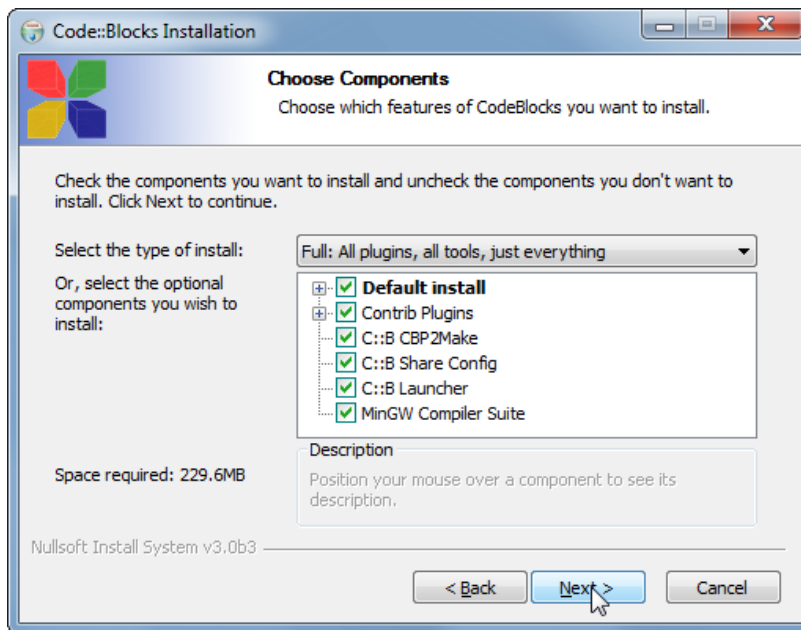 Code::Blocks Installation
Choose Components
Choose which features of CodeBlocks you want to install.
Check the components you want to install and uncheck the components you don't want to
install. Click Next to continue.
Select the type of install:
Full: All plugins, all tools, just everything
Or, select the optional
components you wish to
install:
Default install
Contrib Plugins
C::B CBP2Make
C::B Share Config
C::B Launcher
MinGW Compiler Suite
Space required: 229.6MB
Description
Position your mouse over a component to see its
description.
Nullsoft Install System v3.0b3
< Back
Next >
Cancel